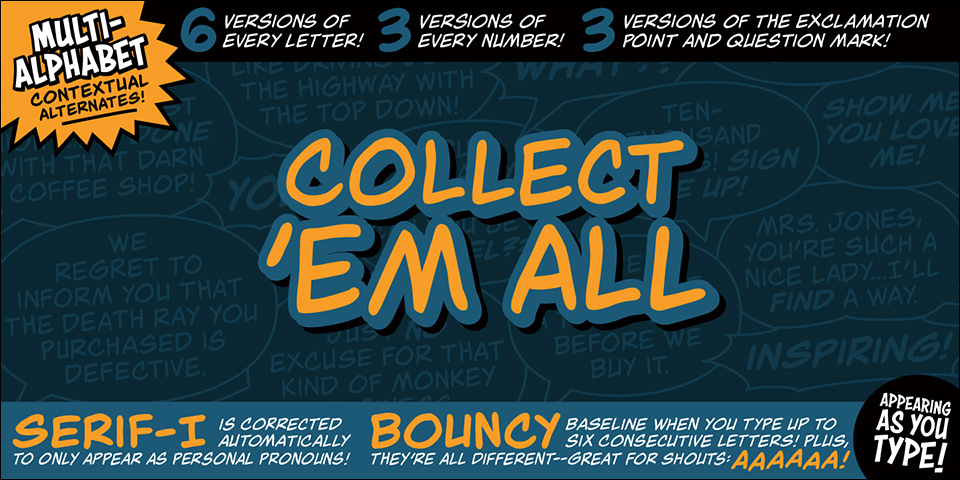 MULTI-
ALPHABET
CONTEXTUAL
ALTERNATES!
6 VERSIONS OF
EVERY LETTER!
3 VERSIONS OF
EVERY NUMBER!
3 VERSIONS OF THE EXCLAMATION
POINT AND QUESTION MARK!
LIKE DRIVING
THE HIGHWAY WITH
THE TOP DOWN!
WHAT?!
WITH THAT DARN
COFFEE SHOP!
TEN-
SIGN
UP!
SHOW ME
YOU LOVE
ME!
COLLECT
'EM ALL
WE
REGRET TO
INFORM YOU THAT
THE DEATH RAY YOU
PURCHASED IS
DEFECTIVE.
MRS. JONES,
YOU'RE SUCH A
NICE LADY...I'LL
FIND A WAY.
EXCUSE FOR THAT
KIND OF MONKEY
BEFORE WE
BUY IT.
INSPIRING!
SERIF-I IS CORRECTED
AUTOMATICALLY
TO ONLY APPEAR AS PERSONAL PRONOUNS!
BOUNCY BASELINE WHEN YOU TYPE UP TO
SIX CONSECUTIVE LETTERS! PLUS,
THEY'RE ALL DIFFERENT--GREAT FOR SHOUTS: AAAAAA!
APPEARING
AS YOU
TYPE!